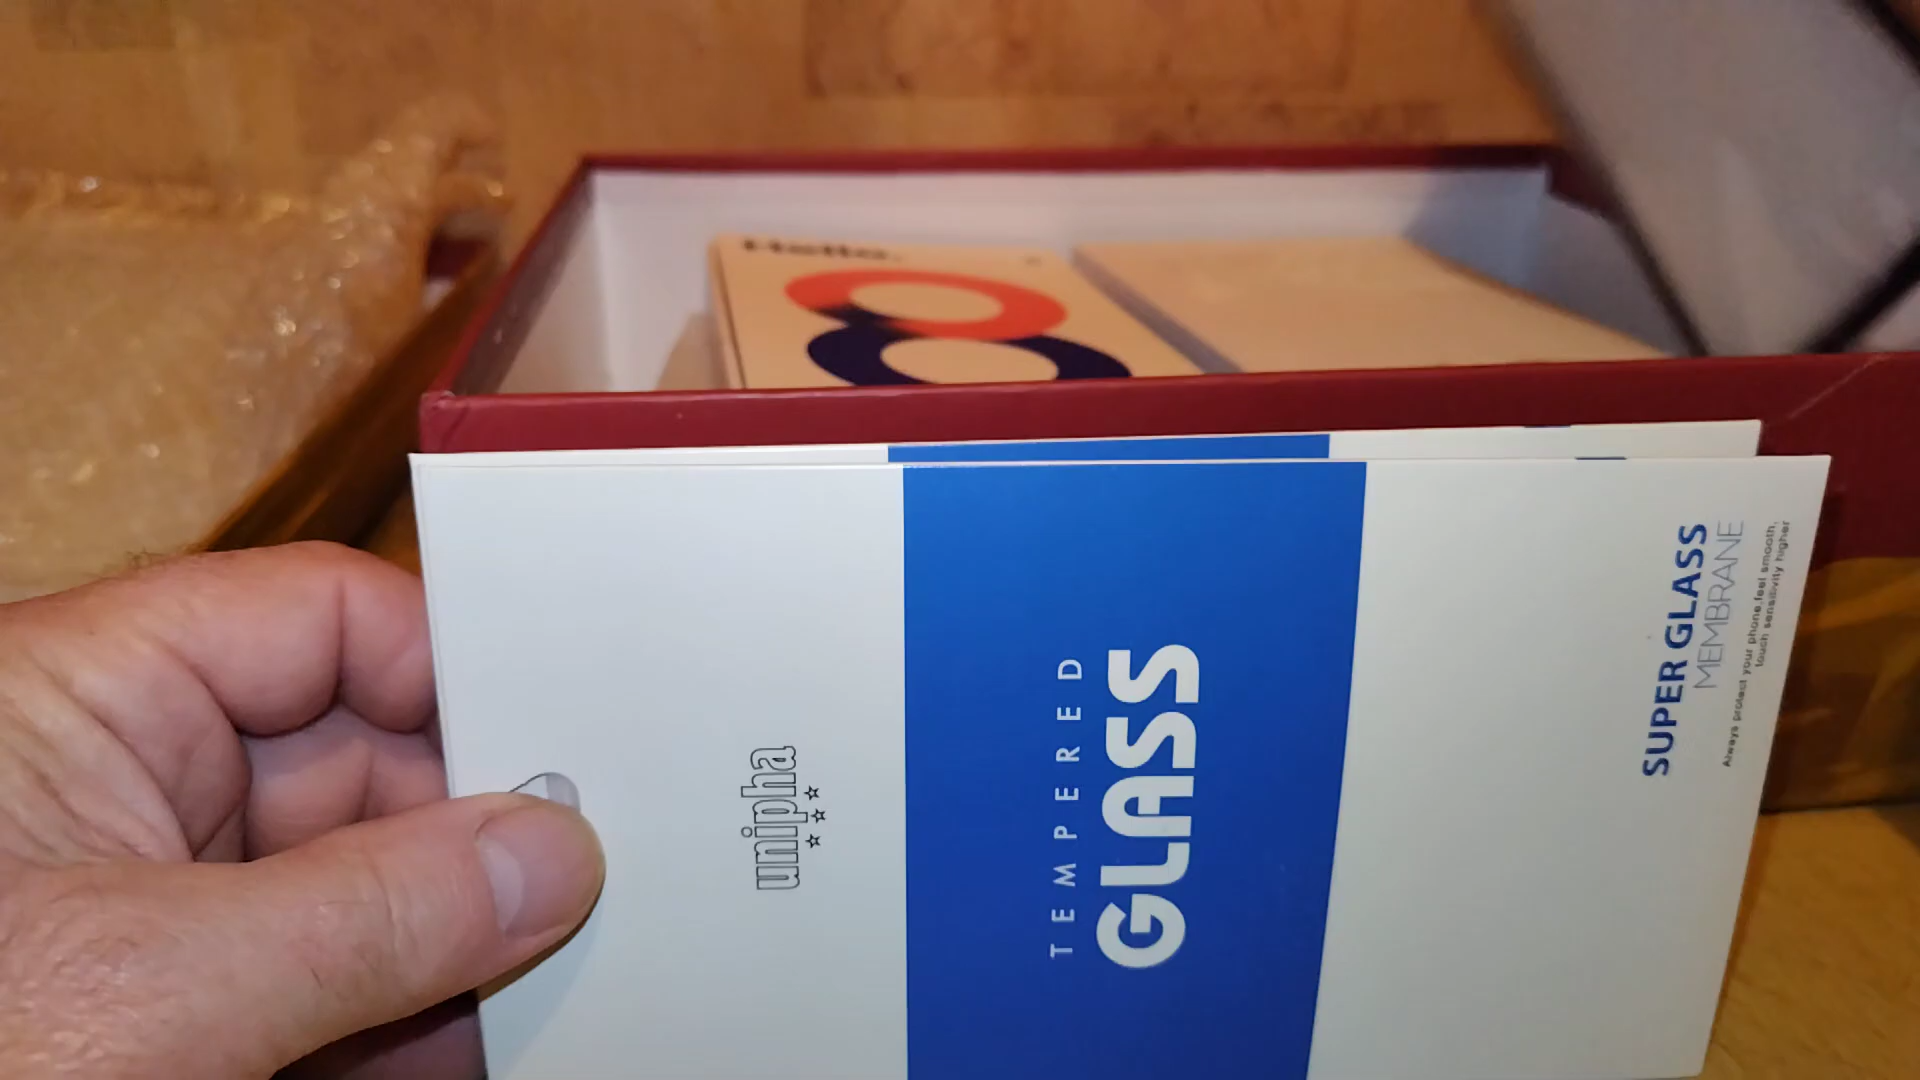 Hello.
unipha
TEMPERED
GLASS
SUPER GLASS
MEMBRANE
Always protect your phone,feel smooth,
touch sensitivity higher